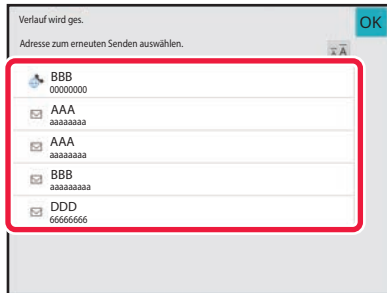 Verlauf wird ges.
OK
Adresse zum erneuten Senden auswählen.
BBB
00000000
AAA
aaaaaaaa
AAA
aaaaaaaa
BBB
aaaaaaaaa
DDD
66666666